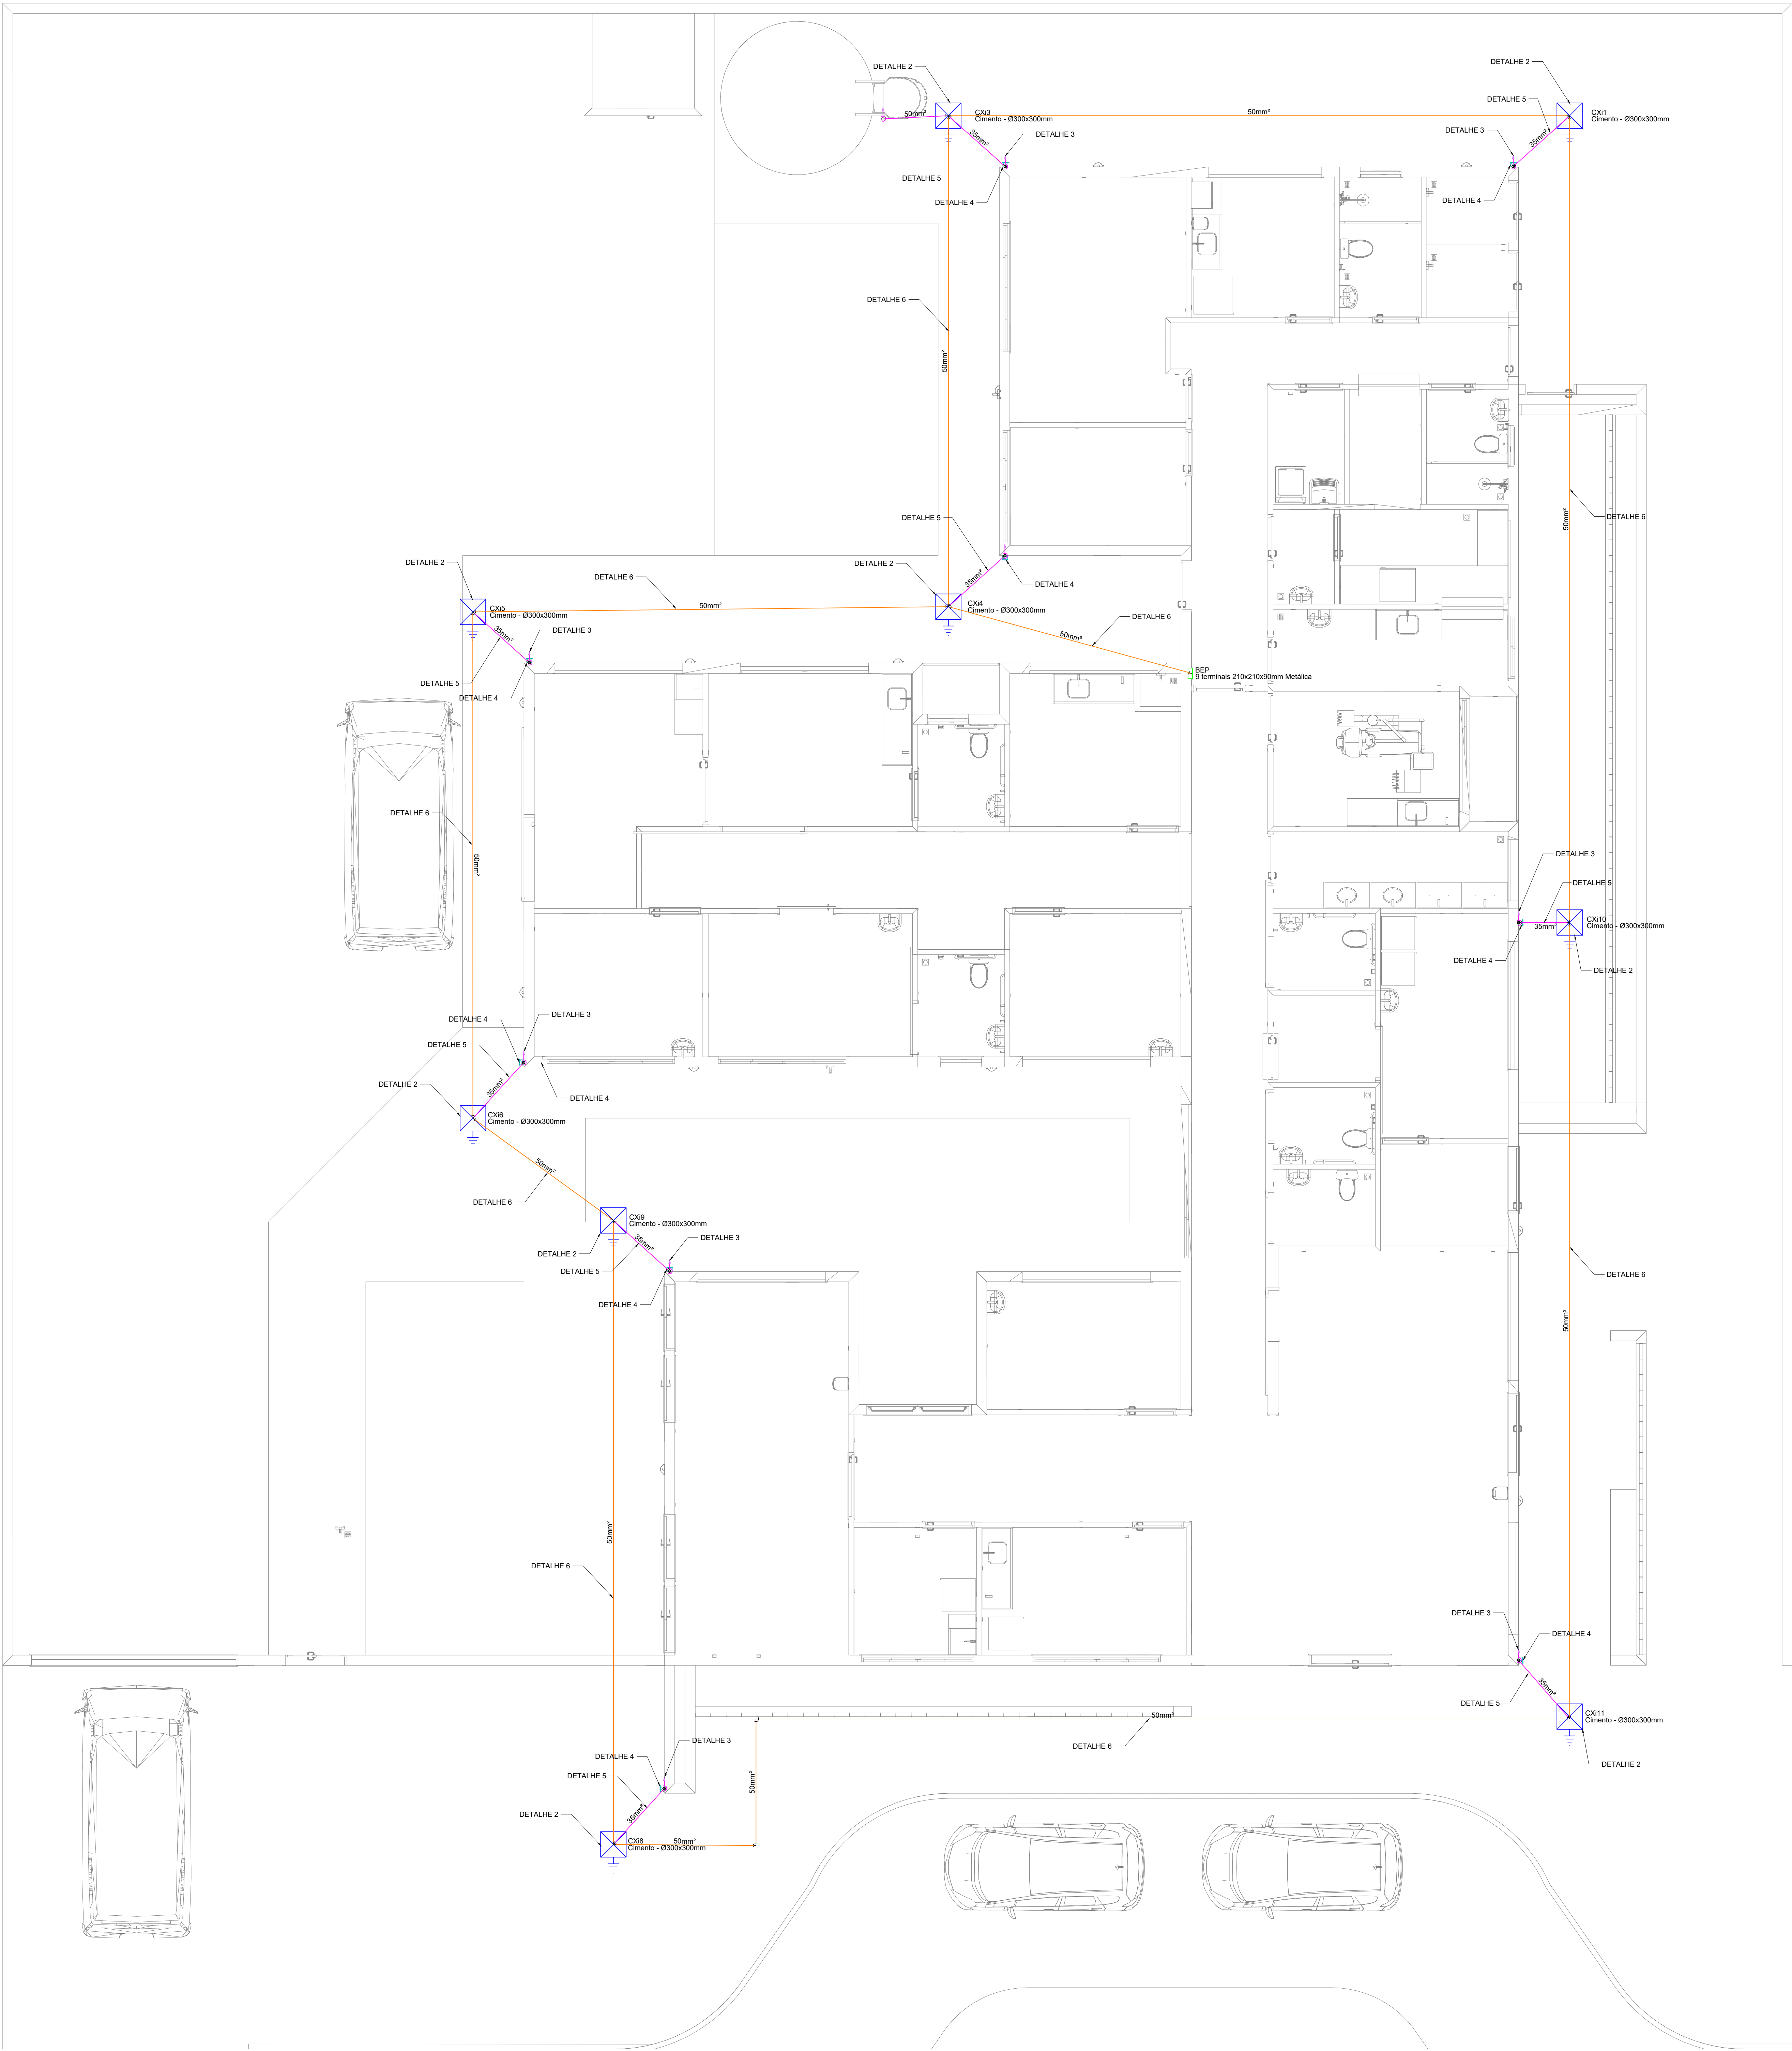 DETALHE 2
DETALHE 2
DETALHE 5
50mm²
CXi3
Cimento - Ø300x300mm
50mm²
CXi1
Cimento - Ø300x300mm
35mm²
DETALHE 3
DETALHE 3
35mm²
DETALHE 5
DETALHE 4
DETALHE 4
DETALHE 6
50mm²
DETALHE 5
DETALHE 6
50mm²
DETALHE 2
DETALHE 6
DETALHE 2
35mm²
DETALHE 4
CXi5
Cimento - Ø300x300mm
50mm²
CXi4
Cimento - Ø300x300mm
DETALHE 6
35mm²
DETALHE 3
50mm²
DETALHE 5
DETALHE 4
BEP
9 terminais 210x210x90mm Metálica
DETALHE 6
50mm²
DETALHE 3
DETALHE 5
CXi10
Cimento - Ø300x300mm
35mm²
DETALHE 4
DETALHE 2
DETALHE 4
DETALHE 3
DETALHE 5
DETALHE 2
35mm²
DETALHE 4
CXi6
Cimento - Ø300x300mm
50mm²
DETALHE 6
CXi9
Cimento - Ø300x300mm
DETALHE 2
35mm²
DETALHE 3
DETALHE 5
DETALHE 4
DETALHE 6
50mm²
50mm²
DETALHE 6
DETALHE 3
DETALHE 4
DETALHE 5
35mm²
CXi11
Cimento - Ø300x300mm
50mm²
DETALHE 6
DETALHE 2
DETALHE 3
DETALHE 4
DETALHE 5
50mm²
35mm²
DETALHE 2
CXi8
Cimento - Ø300x300mm
50mm²